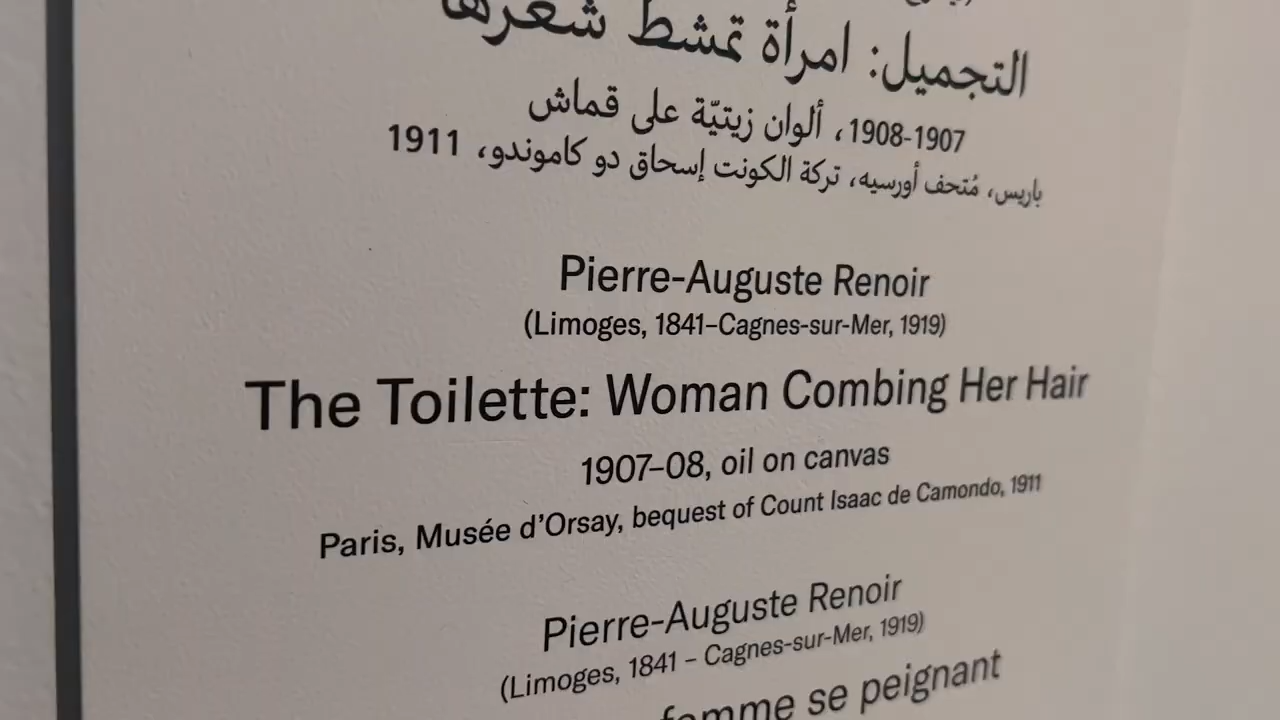 التجميل: امرأة تمشط شعرها
1908-1907، ألوان زيتيّة على قماش
باريس، مُتحف أورسيه، تركة الكونت إسحاق دو كاموندو، 1911
Pierre-Auguste Renoir
(Limoges, 1841–Cagnes-sur-Mer, 1919)
The Toilette: Woman Combing Her Hair
1907–08, oil on canvas
Paris, Musée d’Orsay, bequest of Count Isaac de Camondo, 1911
Pierre-Auguste Renoir
(Limoges, 1841 – Cagnes-sur-Mer, 1919)
femme se peignant